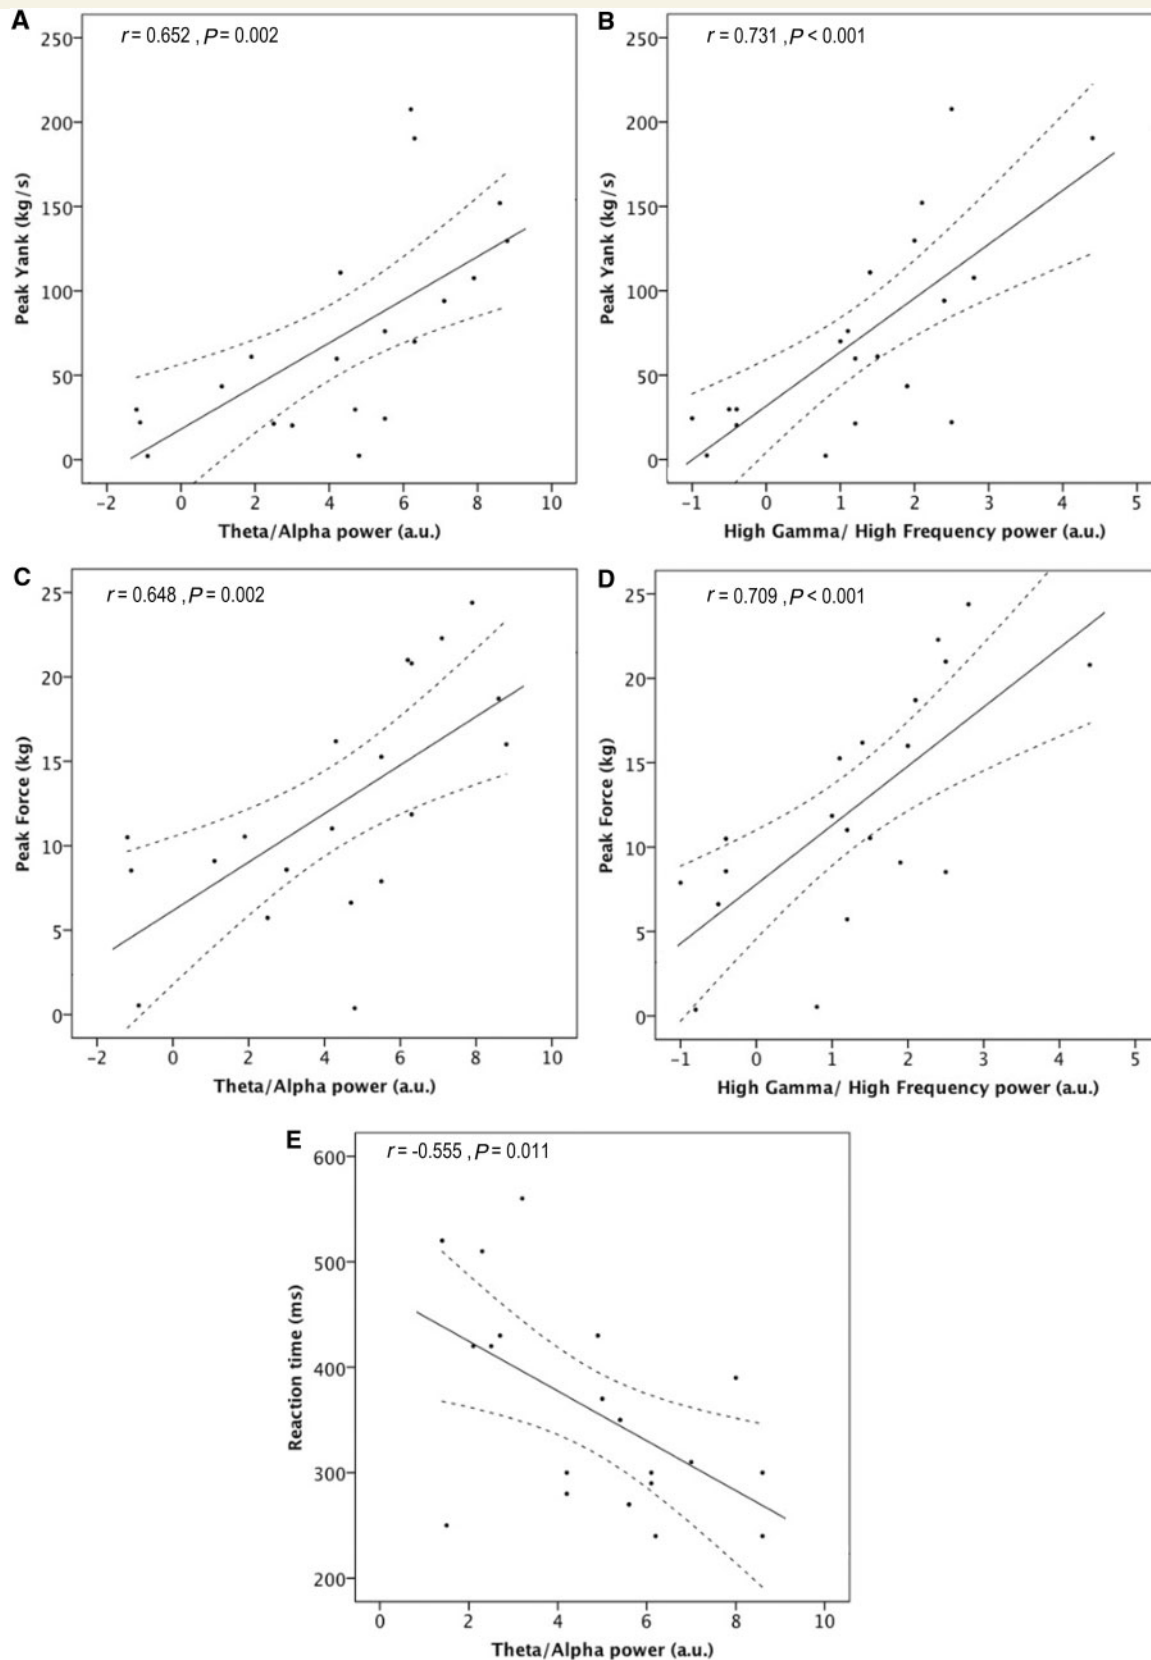 A
r = 0.652 , P = 0.002
250
200
150
100
50
0
Peak Yank (kg/s)
−2 0 2 4 6 8 10
Theta/Alpha power (a.u.)
B
r = 0.731 , P < 0.001
250
200
150
100
50
0
Peak Yank (kg/s)
−1 0 1 2 3 4 5
High Gamma/ High Frequency power (a.u.)
C
r = 0.648 , P = 0.002
25
20
15
10
5
0
Peak Force (kg)
−2 0 2 4 6 8 10
Theta/Alpha power (a.u.)
D
r = 0.709 , P < 0.001
25
20
15
10
5
0
Peak Force (kg)
−1 0 1 2 3 4 5
High Gamma/ High Frequency power (a.u.)
E
r = -0.555 , P = 0.011
600
500
400
300
200
Reaction time (ms)
0 2 4 6 8 10
Theta/Alpha power (a.u.)